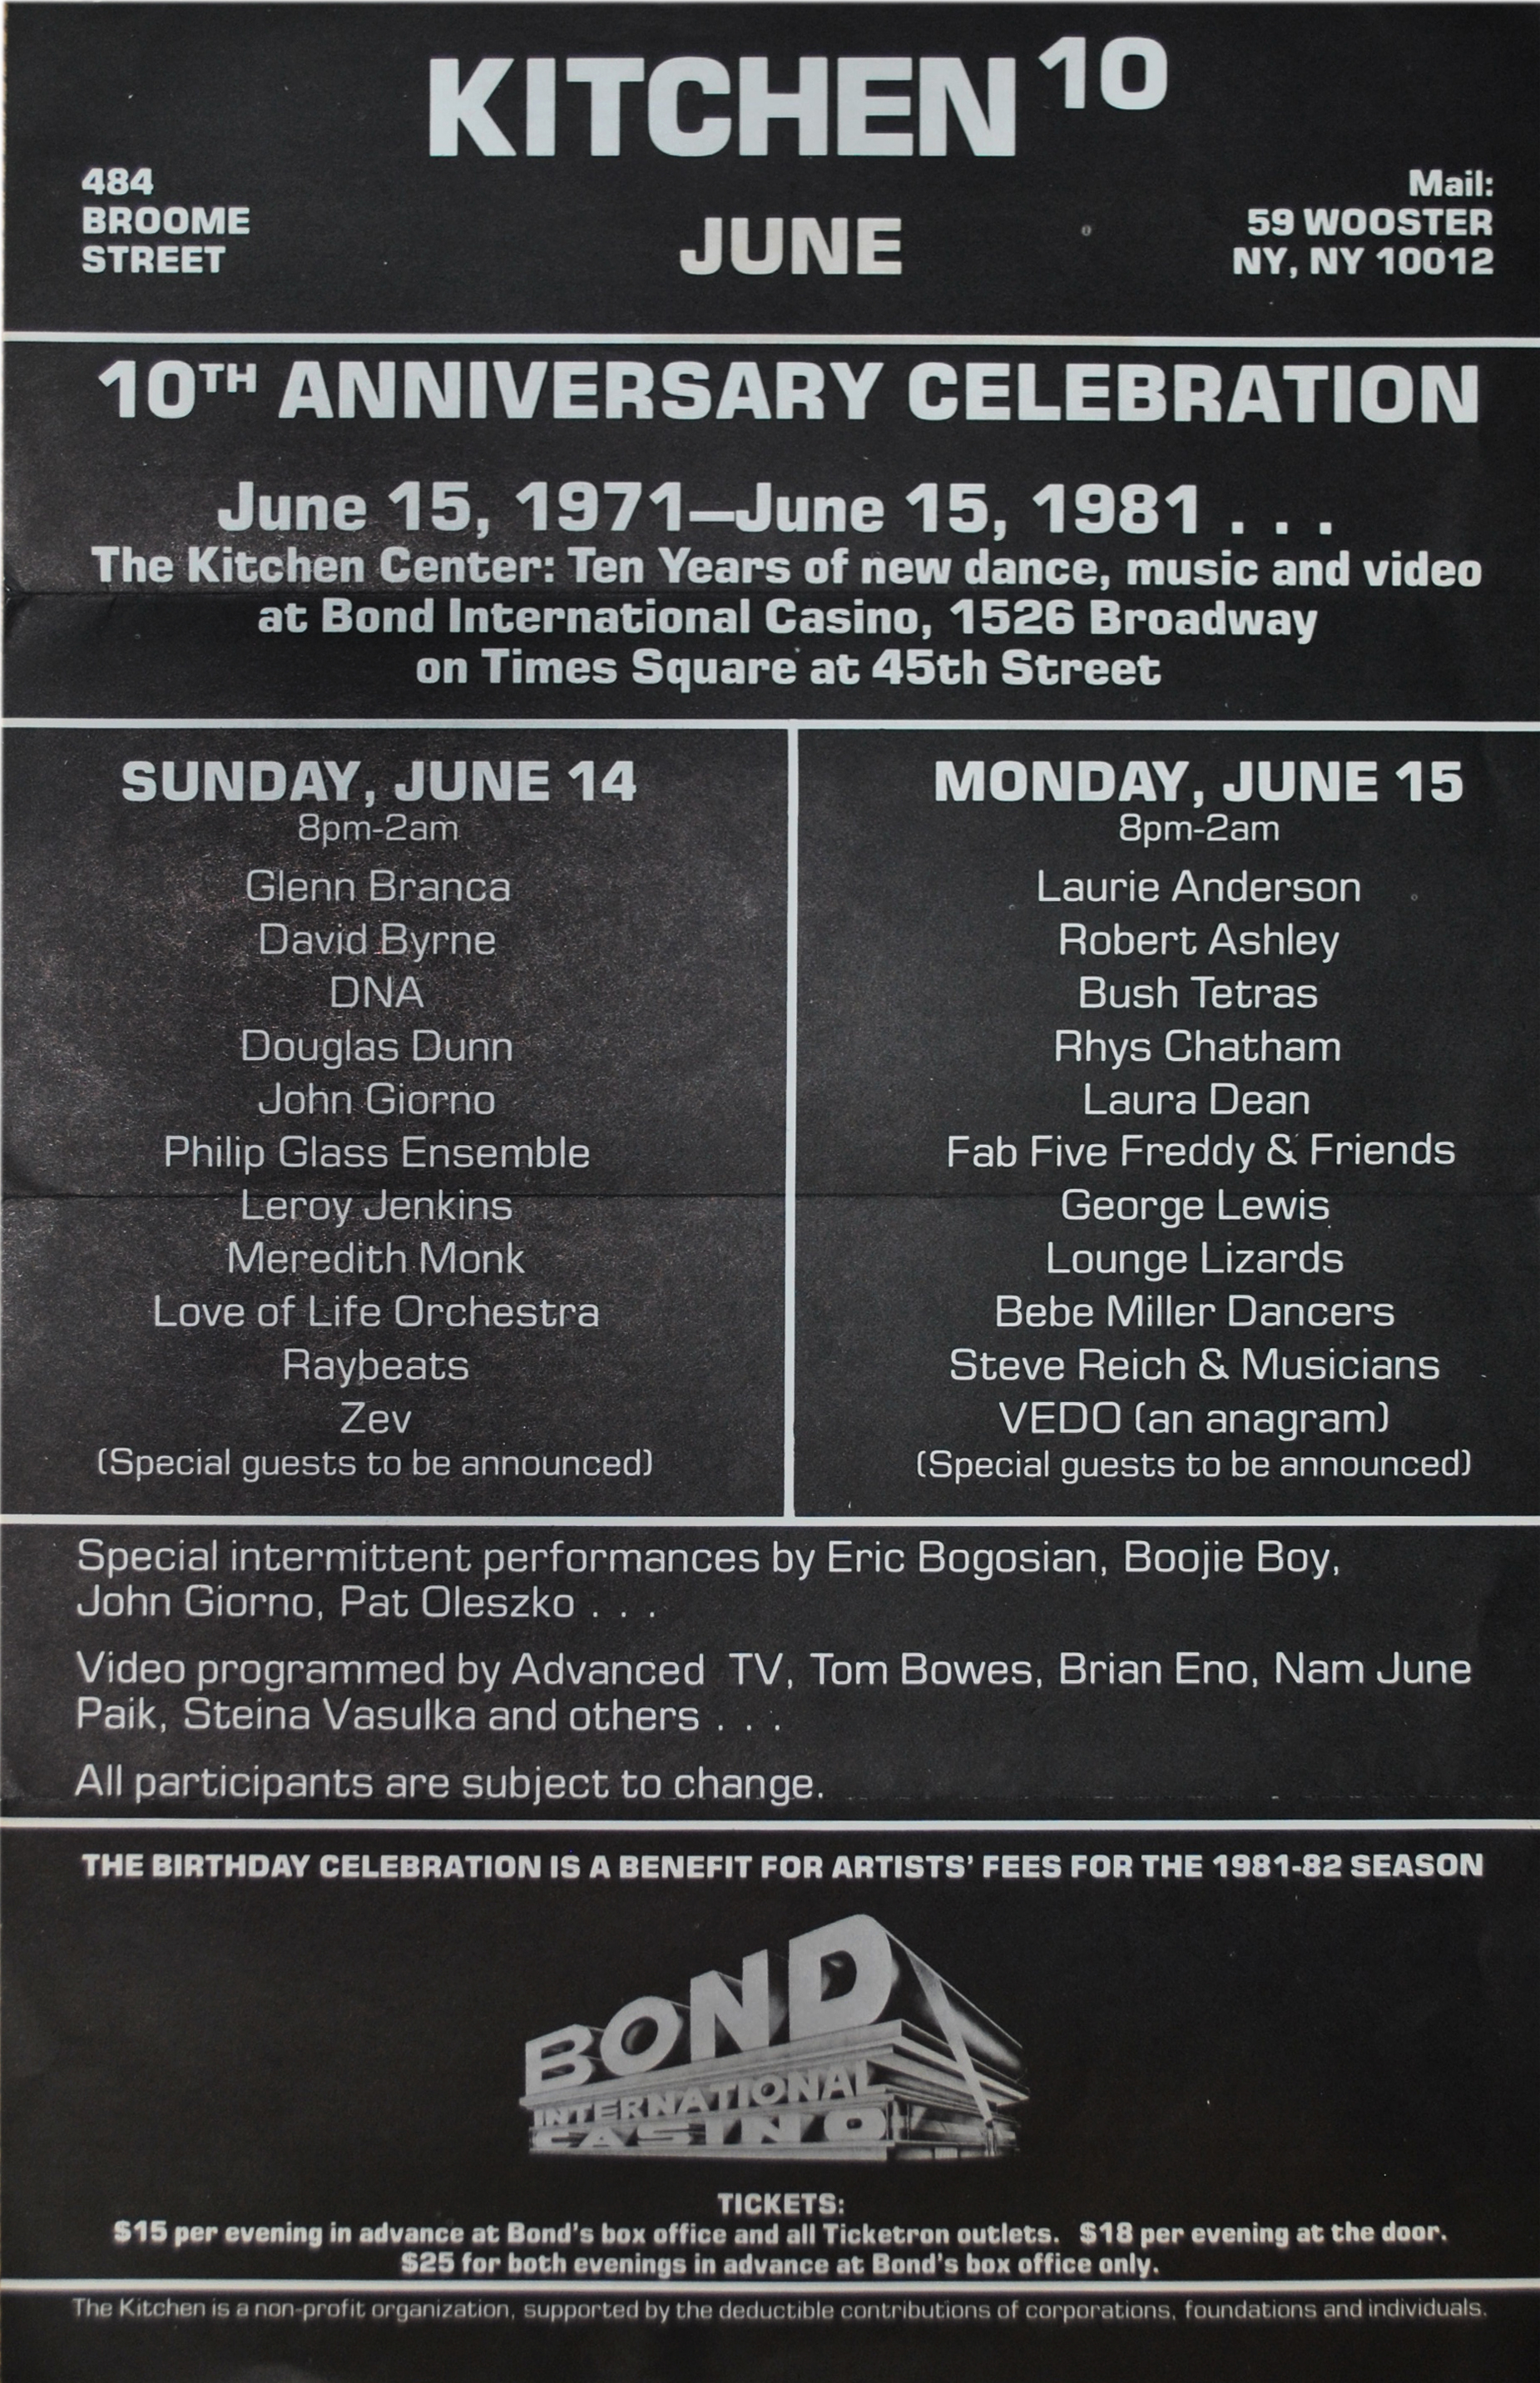 KITCHEN 10
484
BROOME
STREET
JUNE
Mail:
59 WOOSTER
NY, NY 10012
10TH ANNIVERSARY CELEBRATION
June 15, 1971—June 15, 1981 . . .
The Kitchen Center: Ten Years of new dance, music and video
at Bond International Casino, 1526 Broadway
on Times Square at 45th Street
SUNDAY, JUNE 14
8pm-2am
Glenn Branca
David Byrne
DNA
Douglas Dunn
John Giorno
Philip Glass Ensemble
Leroy Jenkins
Meredith Monk
Love of Life Orchestra
Raybeats
Zev
(Special guests to be announced)
MONDAY, JUNE 15
8pm-2am
Laurie Anderson
Robert Ashley
Bush Tetras
Rhys Chatham
Laura Dean
Fab Five Freddy & Friends
George Lewis
Lounge Lizards
Bebe Miller Dancers
Steve Reich & Musicians
VEDO (an anagram)
(Special guests to be announced)
Special intermittent performances by Eric Bogosian, Boojie Boy,
John Giorno, Pat Oleszko . . .
Video programmed by Advanced TV, Tom Bowes, Brian Eno, Nam June
Paik, Steina Vasulka and others . . .
All participants are subject to change.
THE BIRTHDAY CELEBRATION IS A BENEFIT FOR ARTISTS' FEES FOR THE 1981-82 SEASON
BOND
INTERNATIONAL
CASINO
TICKETS:
$15 per evening in advance at Bond's box office and all Ticketron outlets. $18 per evening at the door.
$25 for both evenings in advance at Bond's box office only.
The Kitchen is a non-profit organization, supported by the deductible contributions of corporations, foundations and individuals.